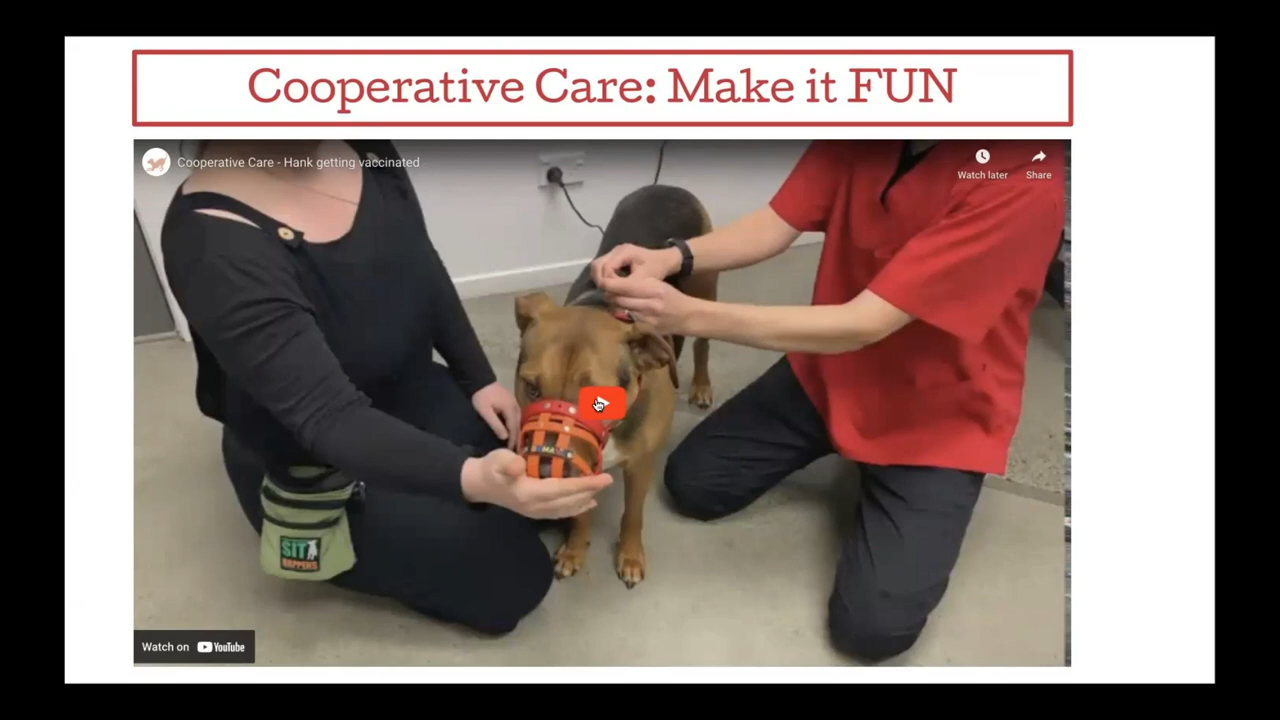 Cooperative Care: Make it FUN
Cooperative Care - Hank getting vaccinated
Watch later
Share
SIT
HAPPENS
Watch on YouTube